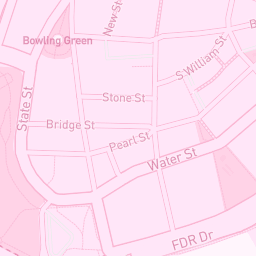 New St
Bowling Green
S William St
Stone St
State St
Bridge St
Pearl St
Water St
FDR Dr